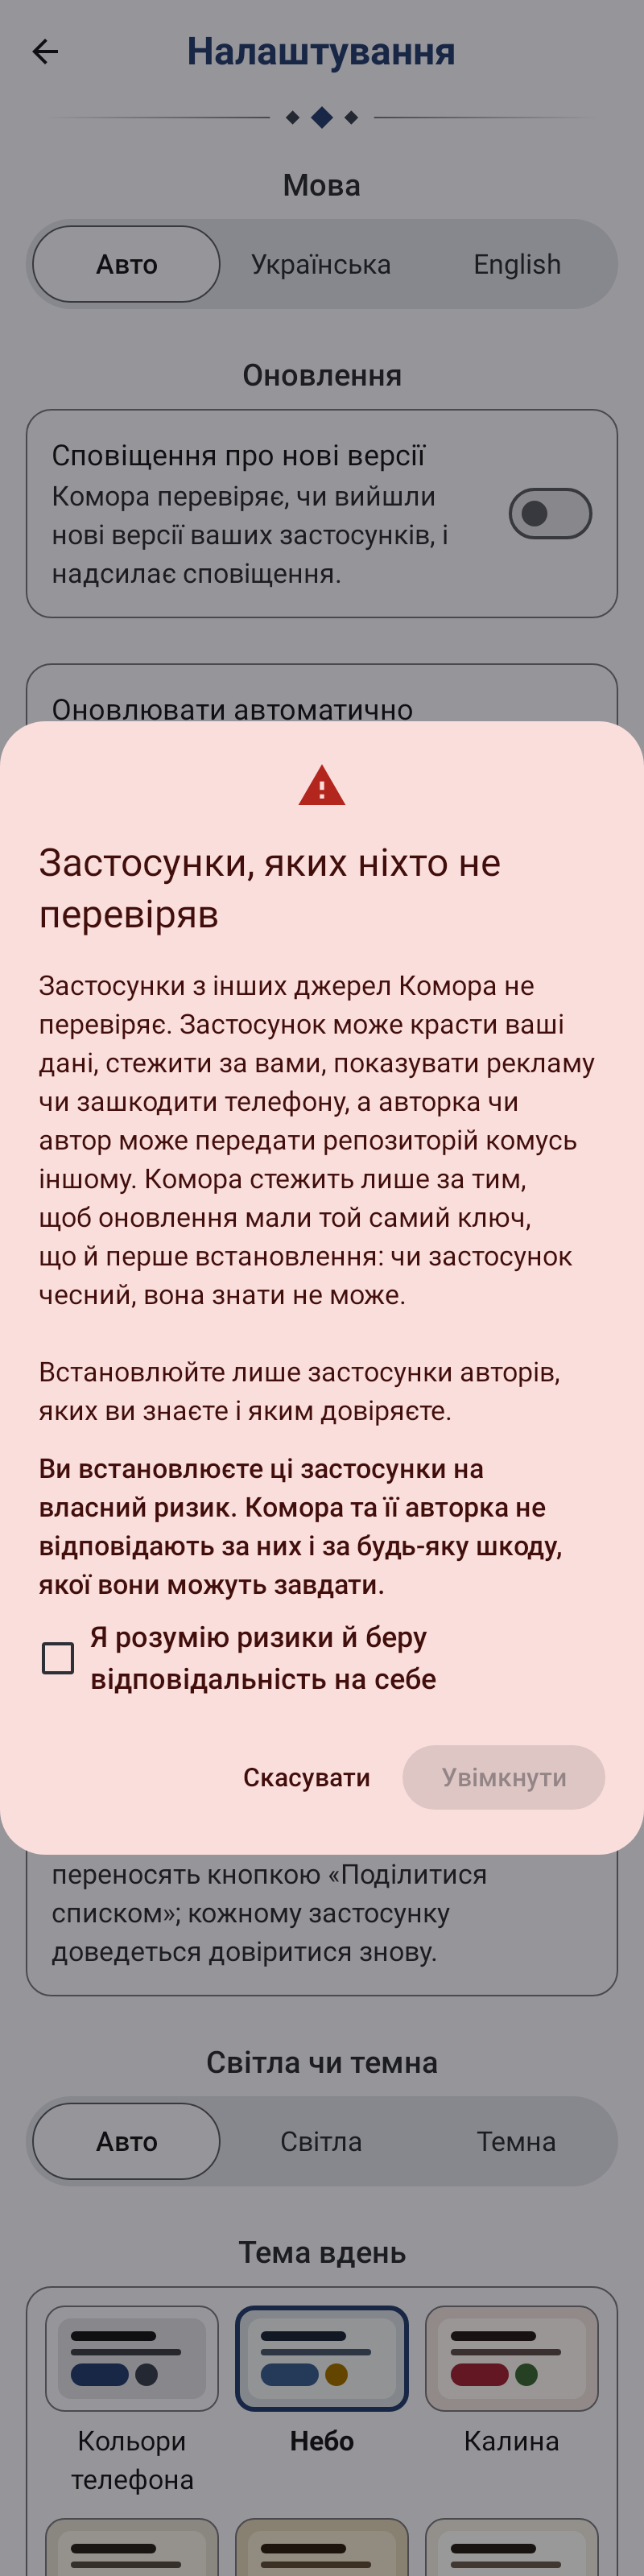 Налаштування
Мова
Авто
Українська
English
Оновлення
Сповіщення про нові версії
Комора перевіряє, чи вийшли
нові версії ваших застосунків, і
надсилає сповіщення.
Оновлювати автоматично
Застосунки, яких ніхто не
перевіряв
Застосунки з інших джерел Комора не
перевіряє. Застосунок може красти ваші
дані, стежити за вами, показувати рекламу
чи зашкодити телефону, а авторка чи
автор може передати репозиторій комусь
іншому. Комора стежить лише за тим,
щоб оновлення мали той самий ключ,
що й перше встановлення: чи застосунок
чесний, вона знати не може.
Встановлюйте лише застосунки авторів,
яких ви знаєте і яким довіряєте.
Ви встановлюєте ці застосунки на
власний ризик. Комора та її авторка не
відповідають за них і за будь-яку шкоду,
якої вони можуть завдати.
Я розумію ризики й беру
відповідальність на себе
Скасувати
Увімкнути
переносять кнопкою «Поділитися
списком»; кожному застосунку
доведеться довіритися знову.
Світла чи темна
Авто
Світла
Темна
Тема вдень
Кольори
телефона
Небо
Калина